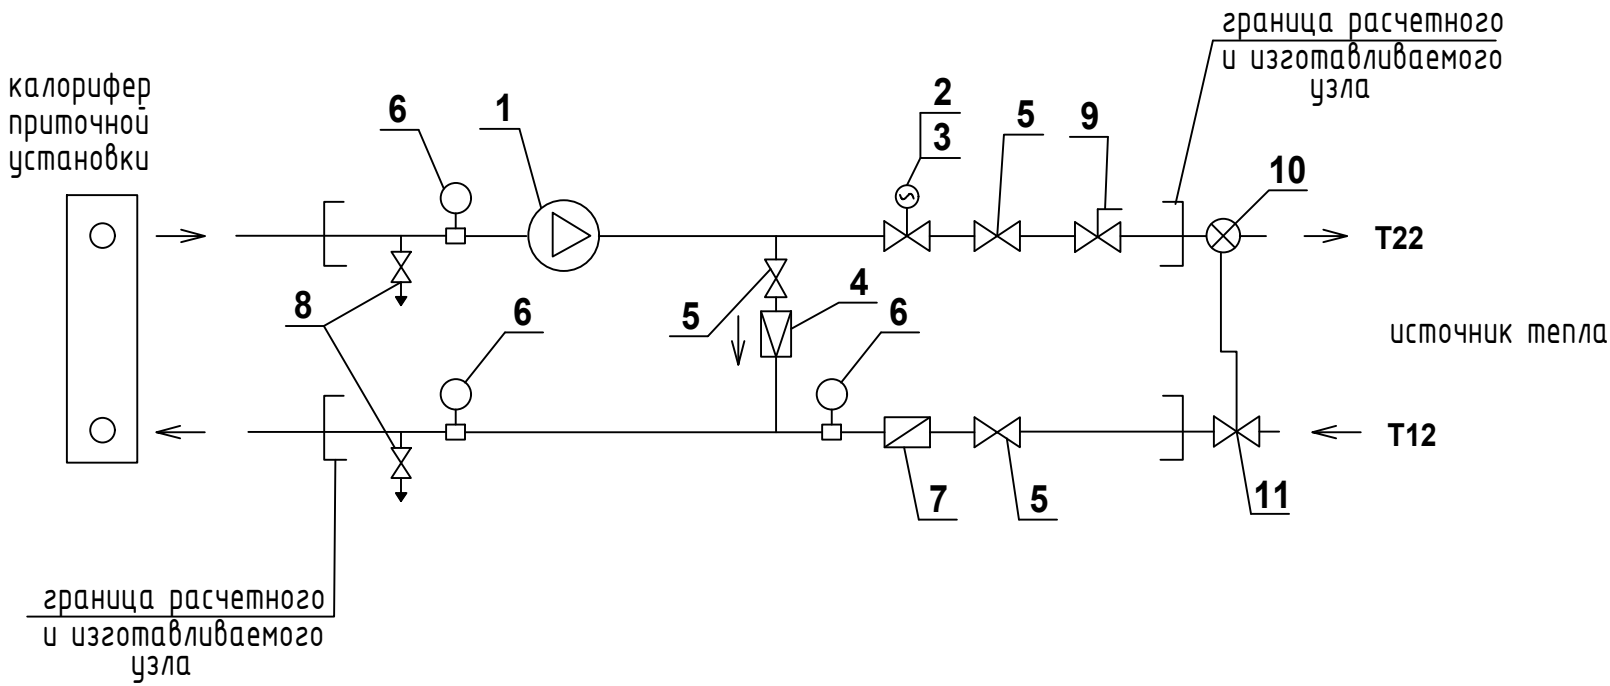 граница расчетного
и изготавливаемого
узла
калорифер
приточной
установки
6
1
2
3
5
9
10
T22
8
6
5
4
6
источник тепла
T12
7
5
11
граница расчетного
и изготавливаемого
узла